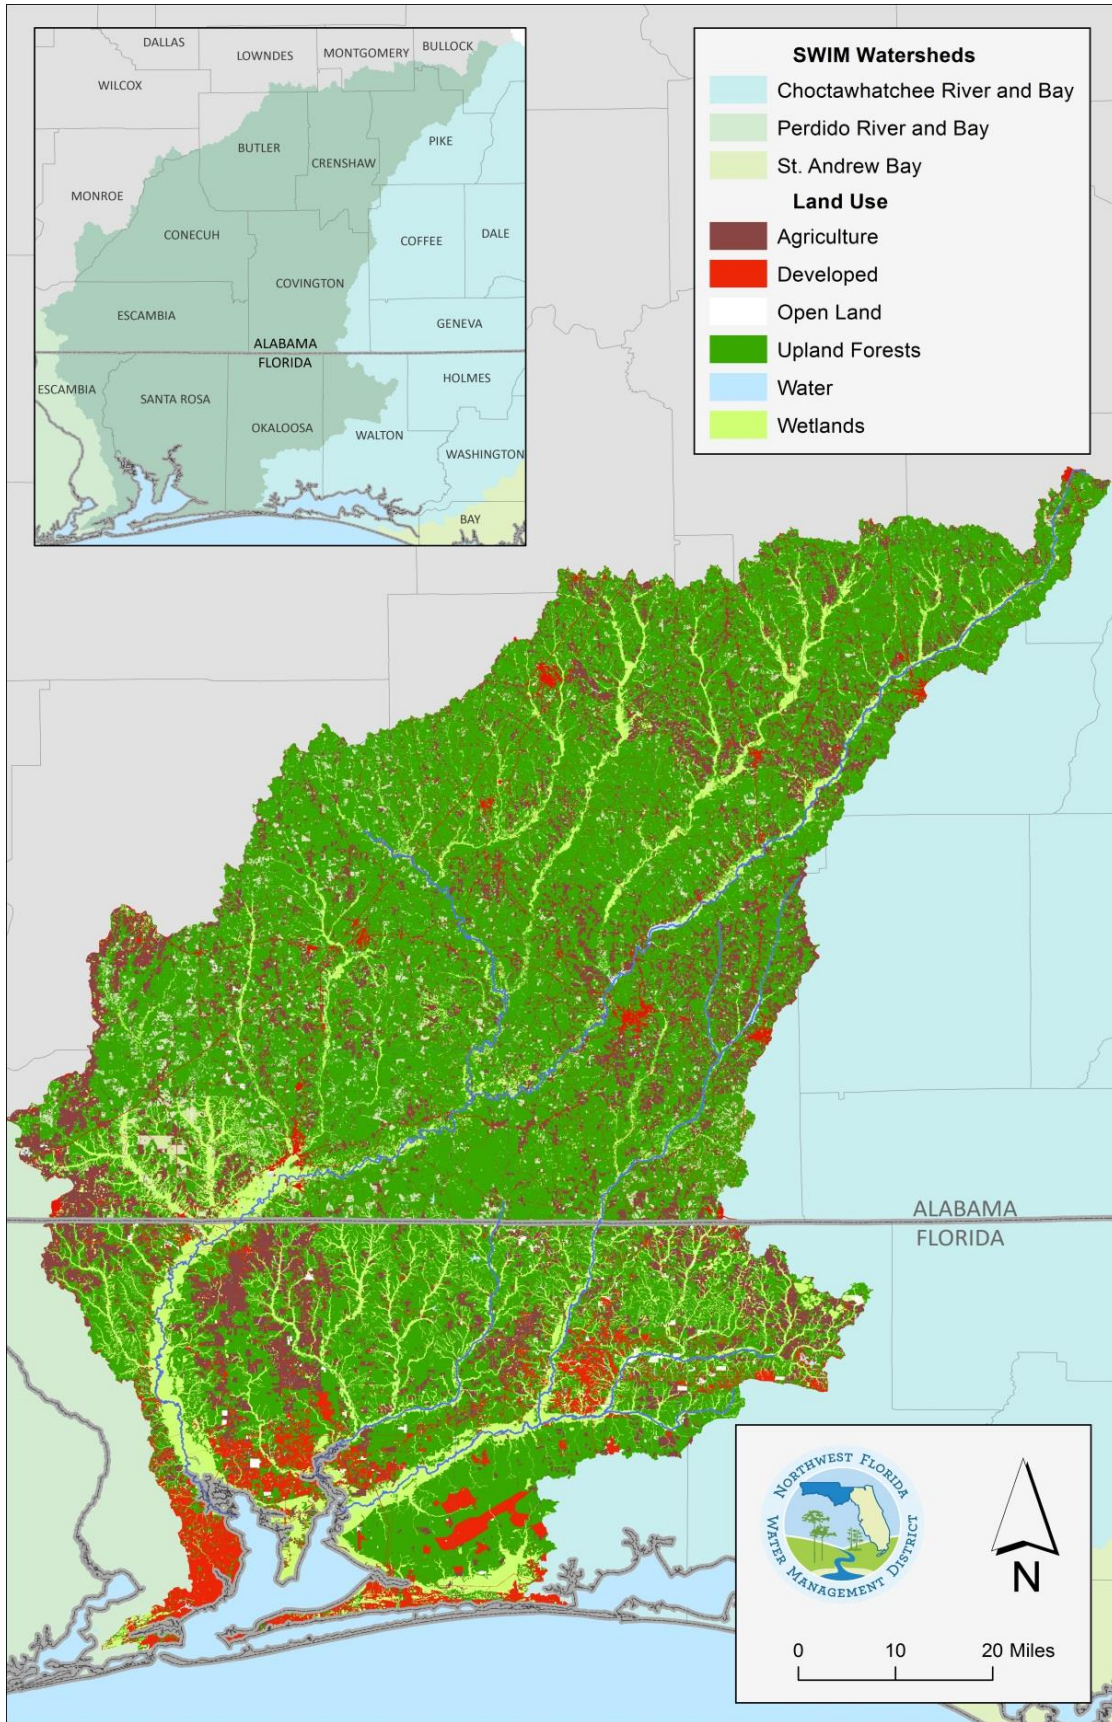 DALLAS
LOWNDES
MONTGOMERY
BULLOCK
WILCOX
BUTLER
PIKE
CRENSHAW
MONROE
CONECUH
COFFEE
DALE
COVINGTON
ESCAMBIA
GENEVA
ALABAMA
FLORIDA
ESCAMBIA
HOLMES
SANTA ROSA
OKALOOSA
WALTON
WASHINGTON
BAY
SWIM Watersheds
Choctawhatchee River and Bay
Perdido River and Bay
St. Andrew Bay
Land Use
Agriculture
Developed
Open Land
Upland Forests
Water
Wetlands
ALABAMA
FLORIDA
NORTHWEST FLORIDA
WATER MANAGEMENT DISTRICT
N
0 10 20 Miles